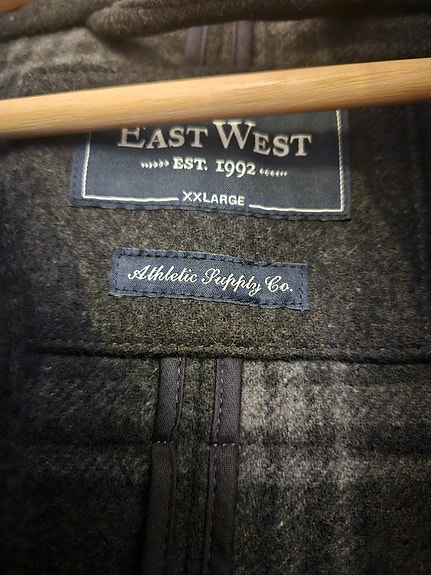 EAST WEST
EST. 1992
XXLARGE
Athletic Supply Co.